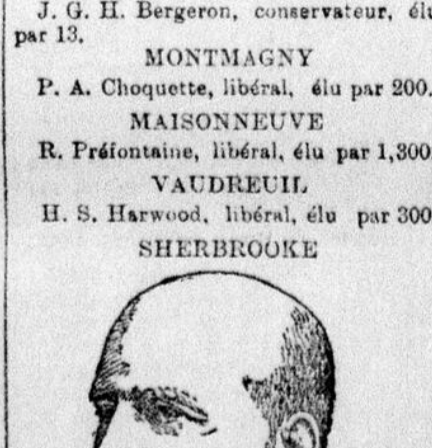 J. G. H. Bergeron, conservateur, élu
par 13.
MONTMAGNY
P. A. Choquette, libéral, élu par 200.
MAISONNEUVE
R. Préfontaine, libéral, élu par 1,300.
VAUDREUIL
H. S. Harwood, libéral, élu par 300
SHERBROOKE